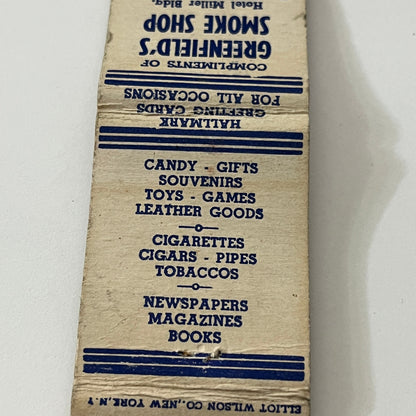 COMPLIMENTS OF
GREENFIELD'S
SMOKE SHOP
Hotel Miller Bldg.
HALLMARK
GREETING CARDS
FOR ALL OCCASIONS
CANDY - GIFTS
SOUVENIRS
TOYS - GAMES
LEATHER GOODS
CIGARETTES
CIGARS - PIPES
TOBACCOS
NEWSPAPERS
MAGAZINES
BOOKS
ELLIOT WILSON CO., NEW YORK, N.Y